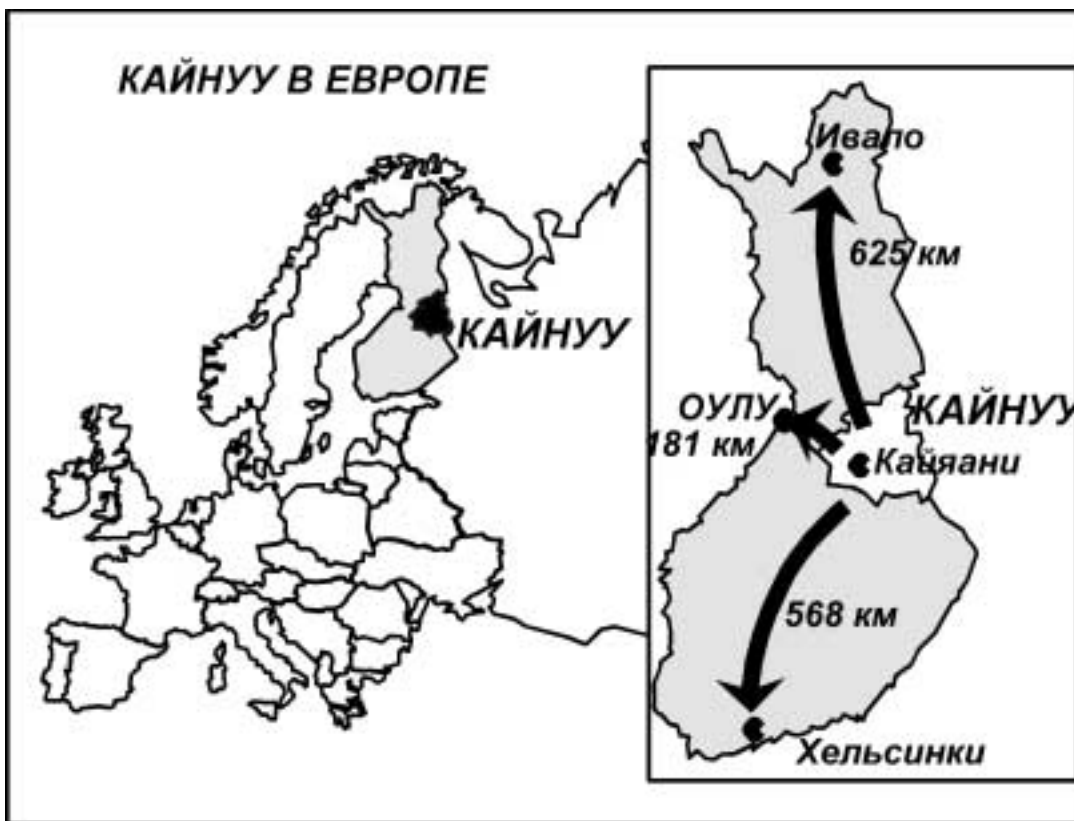 КАЙНУУ В ЕВРОПЕ
КАЙНУУ
Ивало
625 км
ОУЛУ
КАЙНУУ
181 км
Кайяани
568 км
Хельсинки